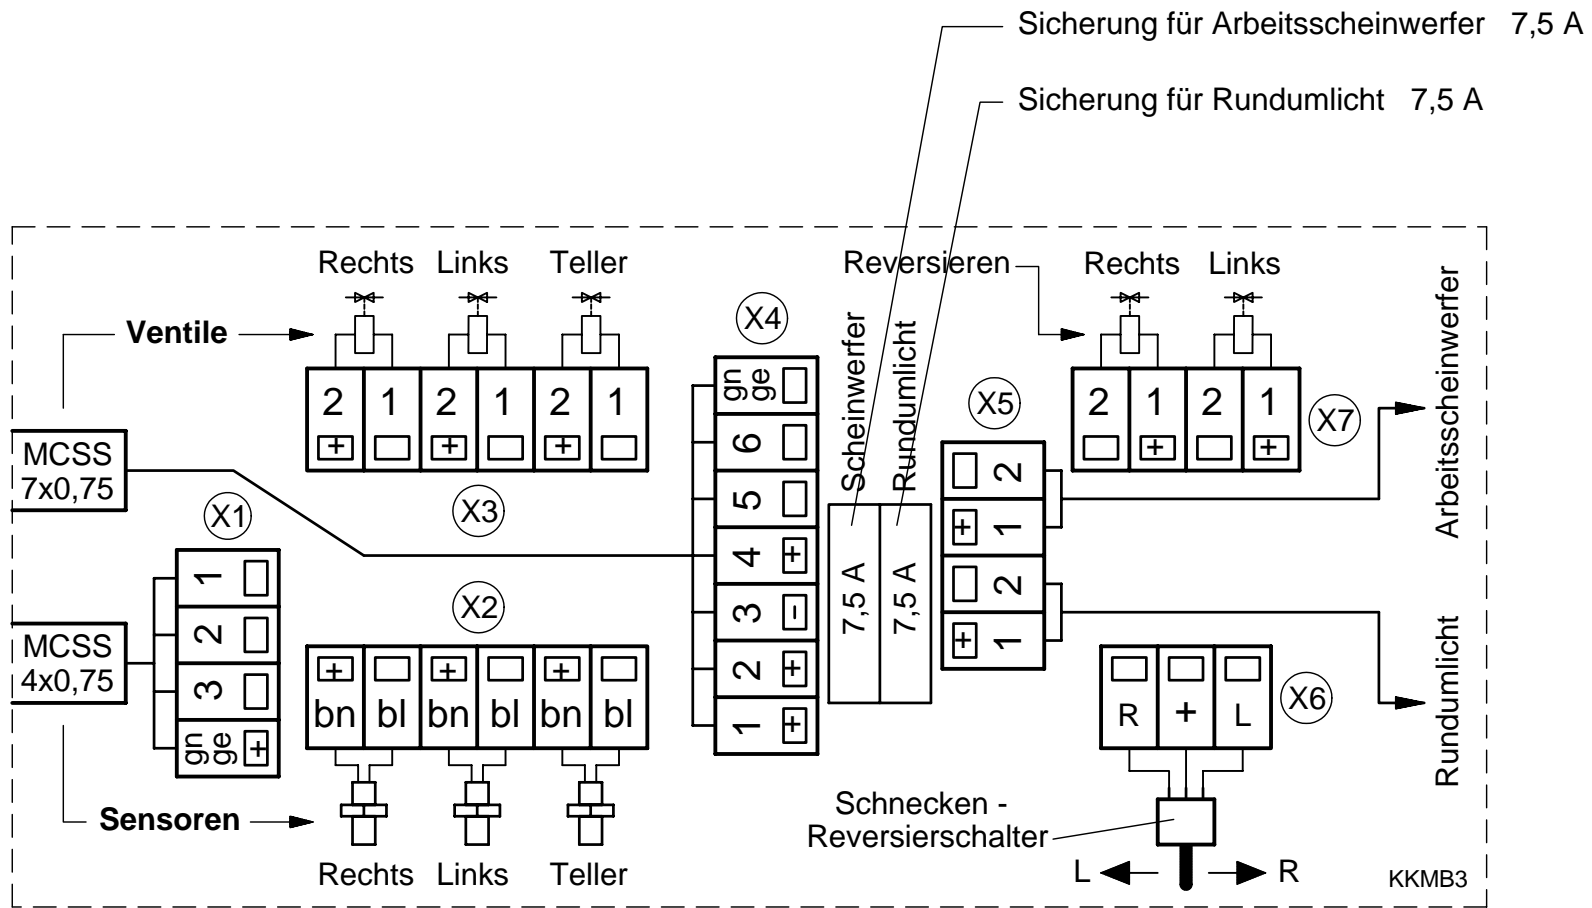 Sicherung für Arbeitsscheinwerfer 7,5 A
Sicherung für Rundumlicht 7,5 A
Rechts Links Teller
Reversieren
Rechts Links
Ventile
X4
Scheinwerfer
Rundumlicht
X5
X7
Arbeitsscheinwerfer
2 1 2 1 2 1
+ + +
2 1 2 1
+ +
MCSS
7x0,75
X3
X1
gn
ge
6
5
4 +
3 -
2 +
1 +
7,5 A
7,5 A
2
+ 1
2
+ 1
1
2
3
gn
ge +
MCSS
4x0,75
X2
+ + +
bn bl bn bl bn bl
R + L
X6
Rundumlicht
Sensoren
Rechts Links Teller
Schnecken -
Reversierschalter
L R
KKMB3